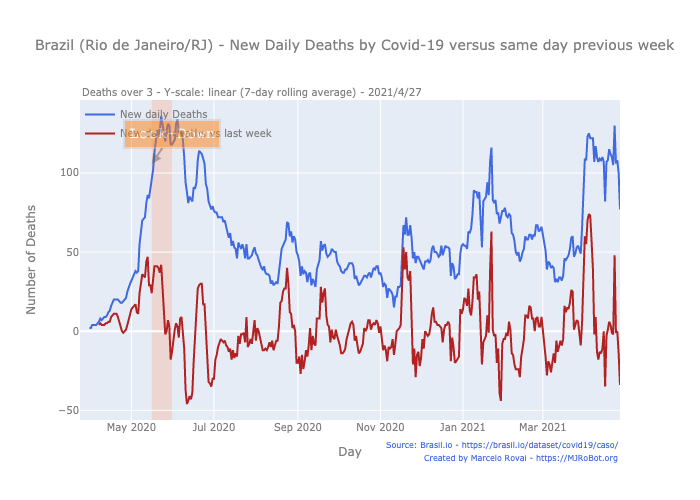 Brazil (Rio de Janeiro/RJ) - New Daily Deaths by Covid-19 versus same day previous week
Deaths over 3 - Y-scale: linear (7-day rolling average) - 2021/4/27
New daily Deaths
New daily Deaths vs last week
Lockdown
100
50
0
−50
Number of Deaths
May 2020
Jul 2020
Sep 2020
Nov 2020
Jan 2021
Mar 2021
Day
Source: Brasil.io - https://brasil.io/dataset/covid19/caso/
Created by Marcelo Rovai - https://MJRoBot.org